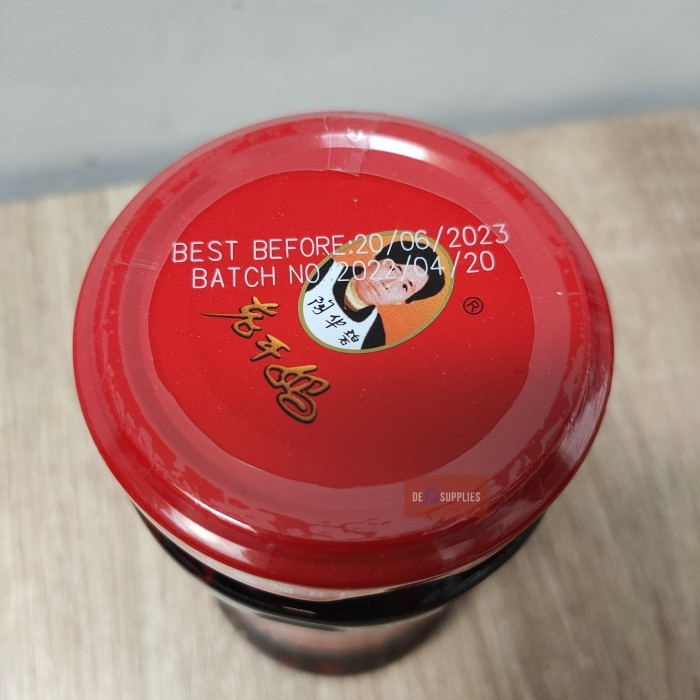 BEST BEFORE:20/06/2023
BATCH NO.:2022/04/20
陶华碧
®
老干妈
DE SUPPLIES